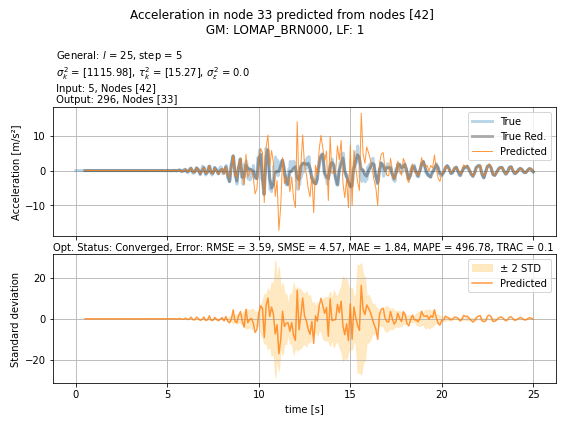 Acceleration in node 33 predicted from nodes [42]
GM: LOMAP_BRN000, LF: 1
General: l = 25, step = 5
σ²ₖ = [1115.98], τ²ₖ = [15.27], σ²ε = 0.0
Input: 5, Nodes [42]
Output: 296, Nodes [33]
Acceleration [m/s²]
10
0
−10
True
True Red.
Predicted
Opt. Status: Converged, Error: RMSE = 3.59, SMSE = 4.57, MAE = 1.84, MAPE = 496.78, TRAC = 0.1
Standard deviation
20
0
−20
± 2 STD
Predicted
0 5 10 15 20 25
time [s]